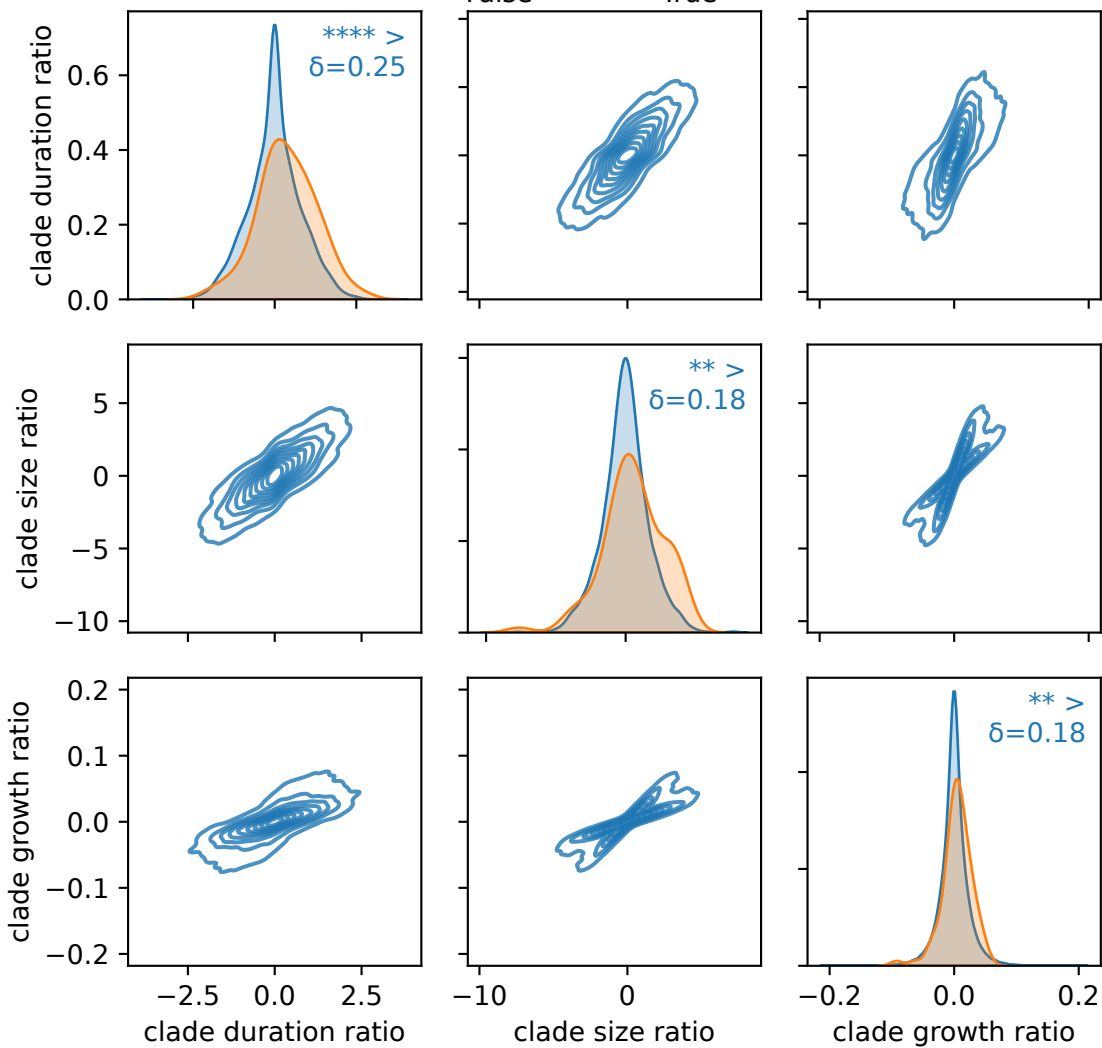 clade duration ratio
0.6
0.4
0.2
0.0
**** >
δ=0.25
clade size ratio
5
0
−5
−10
** >
δ=0.18
clade growth ratio
0.2
0.1
0.0
−0.1
−0.2
** >
δ=0.18
−2.5 0.0 2.5
−10 0
−0.2 0.0 0.2
clade duration ratio
clade size ratio
clade growth ratio